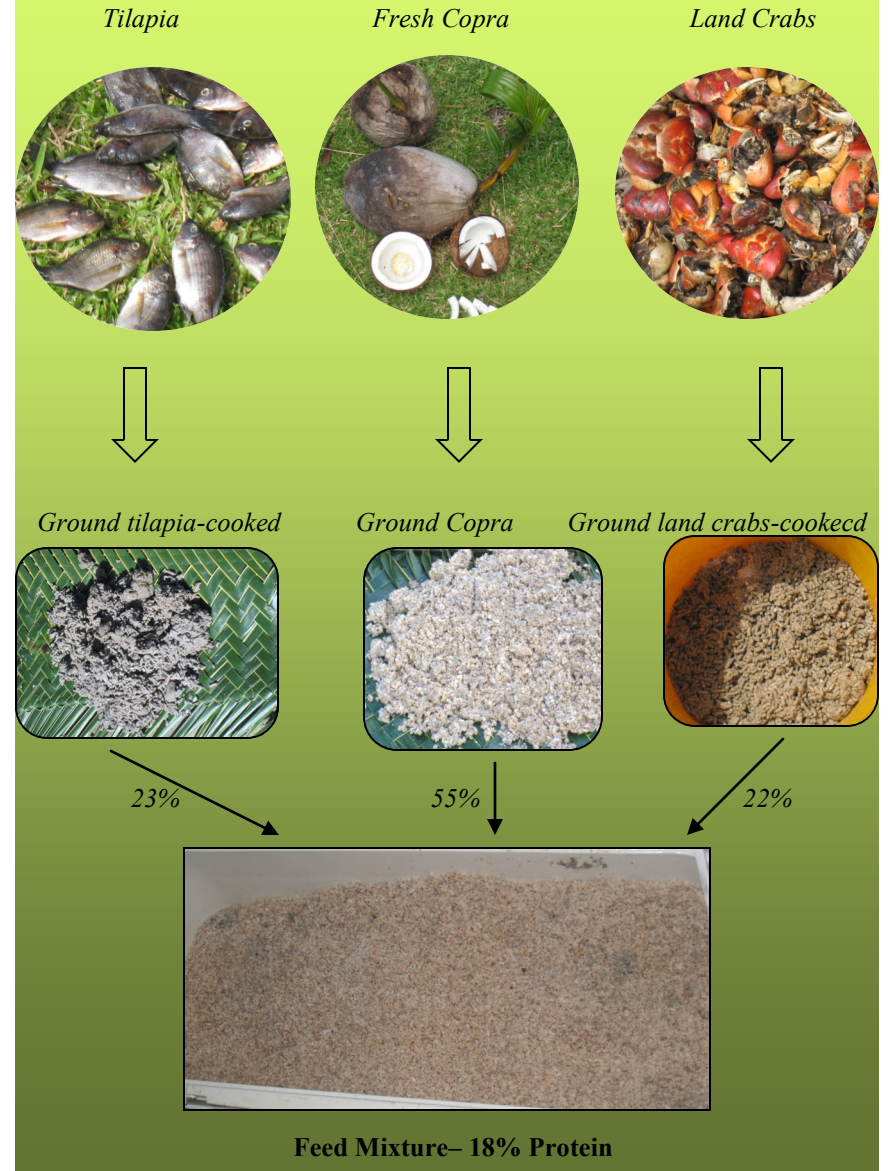 Tilapia
Fresh Copra
Land Crabs
Ground tilapia-cooked
Ground Copra
Ground land crabs-cookecd
23%
55%
22%
Feed Mixture– 18% Protein